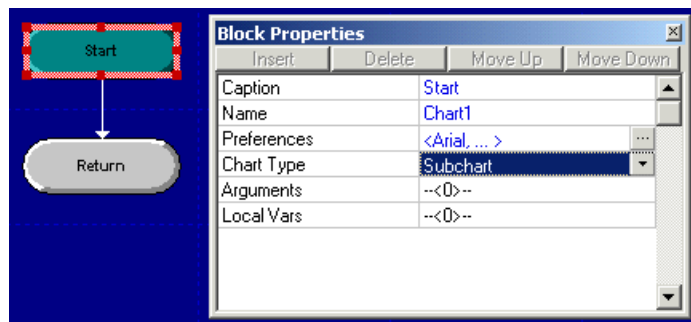 Start
Return
Block Properties
Insert Delete Move Up Move Down
Caption Start
Name Chart1
Preferences <Arial, ... > ...
Chart Type Subchart
Arguments --<0>--
Local Vars --<0>--